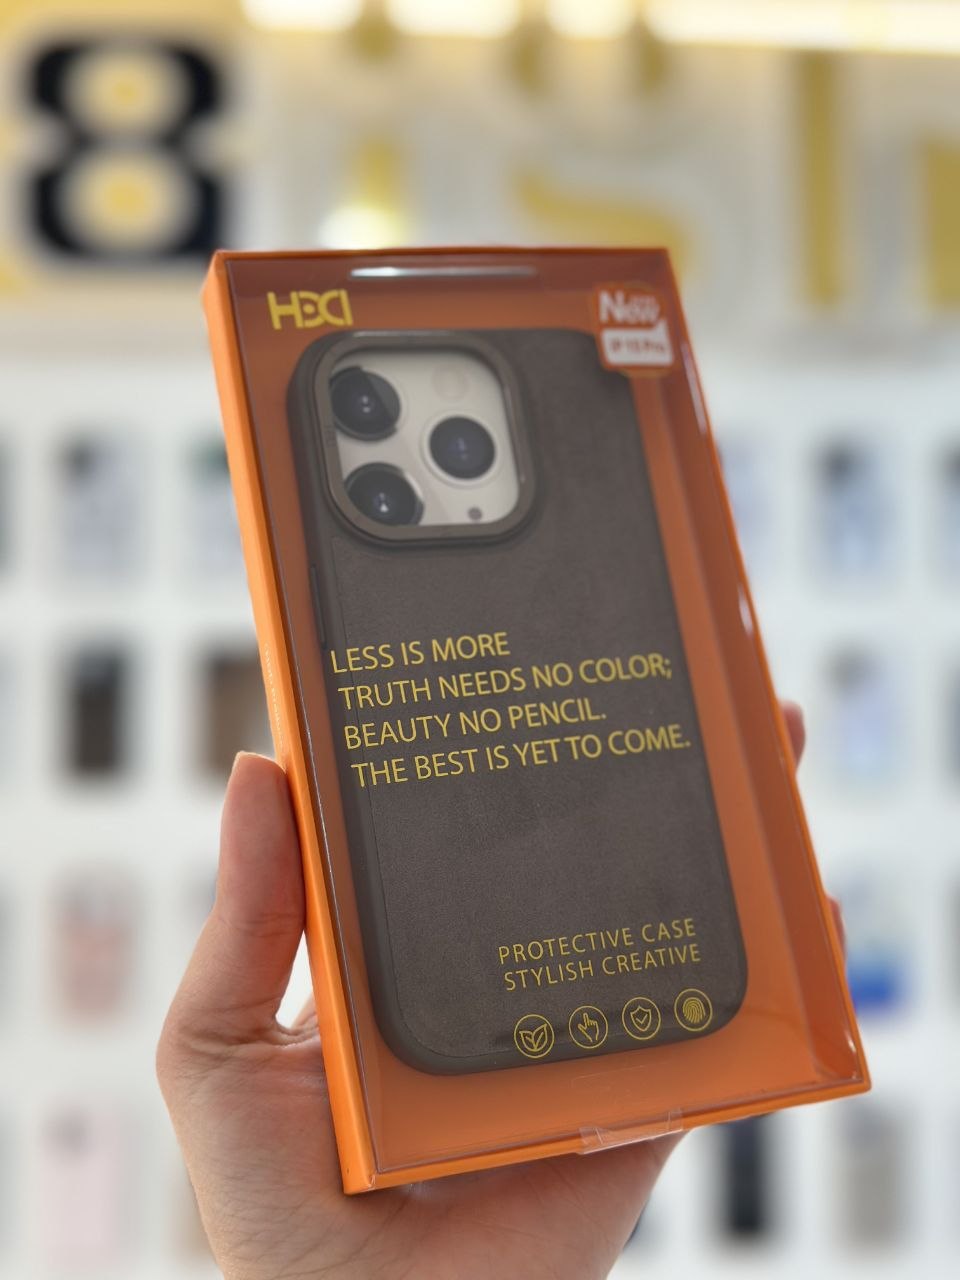 8
HDCI
New
LESS IS MORE
TRUTH NEEDS NO COLOR;
BEAUTY NO PENCIL.
THE BEST IS YET TO COME.
PROTECTIVE CASE
STYLISH CREATIVE